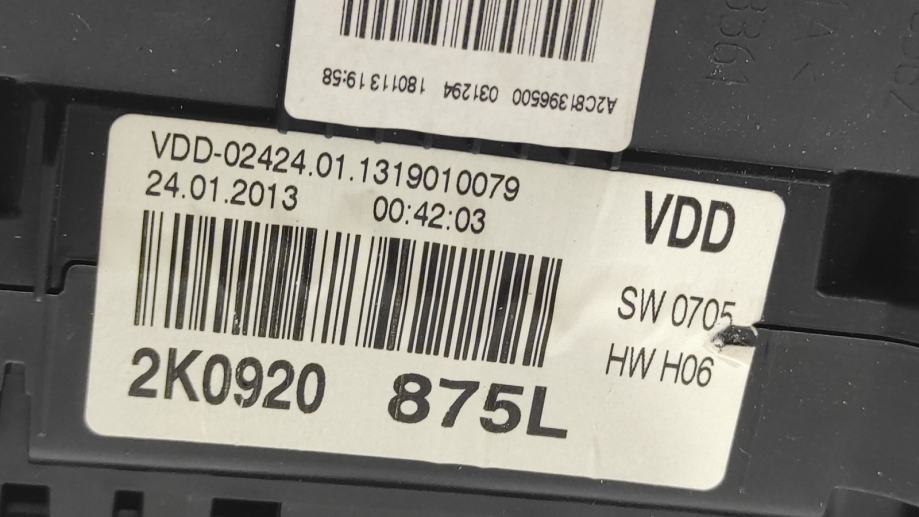 A2C81396500 031294 180113 19:58
VDD-02424.01.1319010079
24.01.2013 00:42:03
VDD
SW 0705
HW H06
2K0920 875L